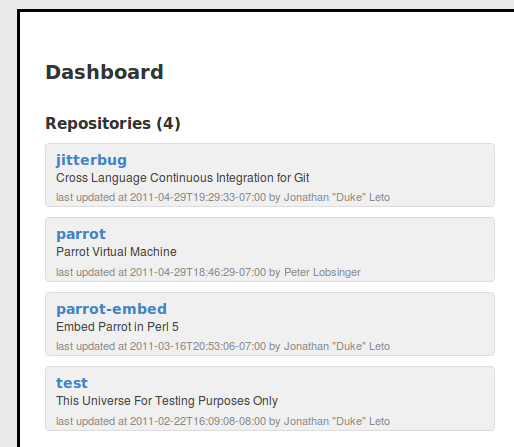 Dashboard
Repositories (4)
jitterbug
Cross Language Continuous Integration for Git
last updated at 2011-04-29T19:29:33-07:00 by Jonathan "Duke" Leto
parrot
Parrot Virtual Machine
last updated at 2011-04-29T18:46:29-07:00 by Peter Lobsinger
parrot-embed
Embed Parrot in Perl 5
last updated at 2011-03-16T20:53:06-07:00 by Jonathan "Duke" Leto
test
This Universe For Testing Purposes Only
last updated at 2011-02-22T16:09:08-08:00 by Jonathan "Duke" Leto